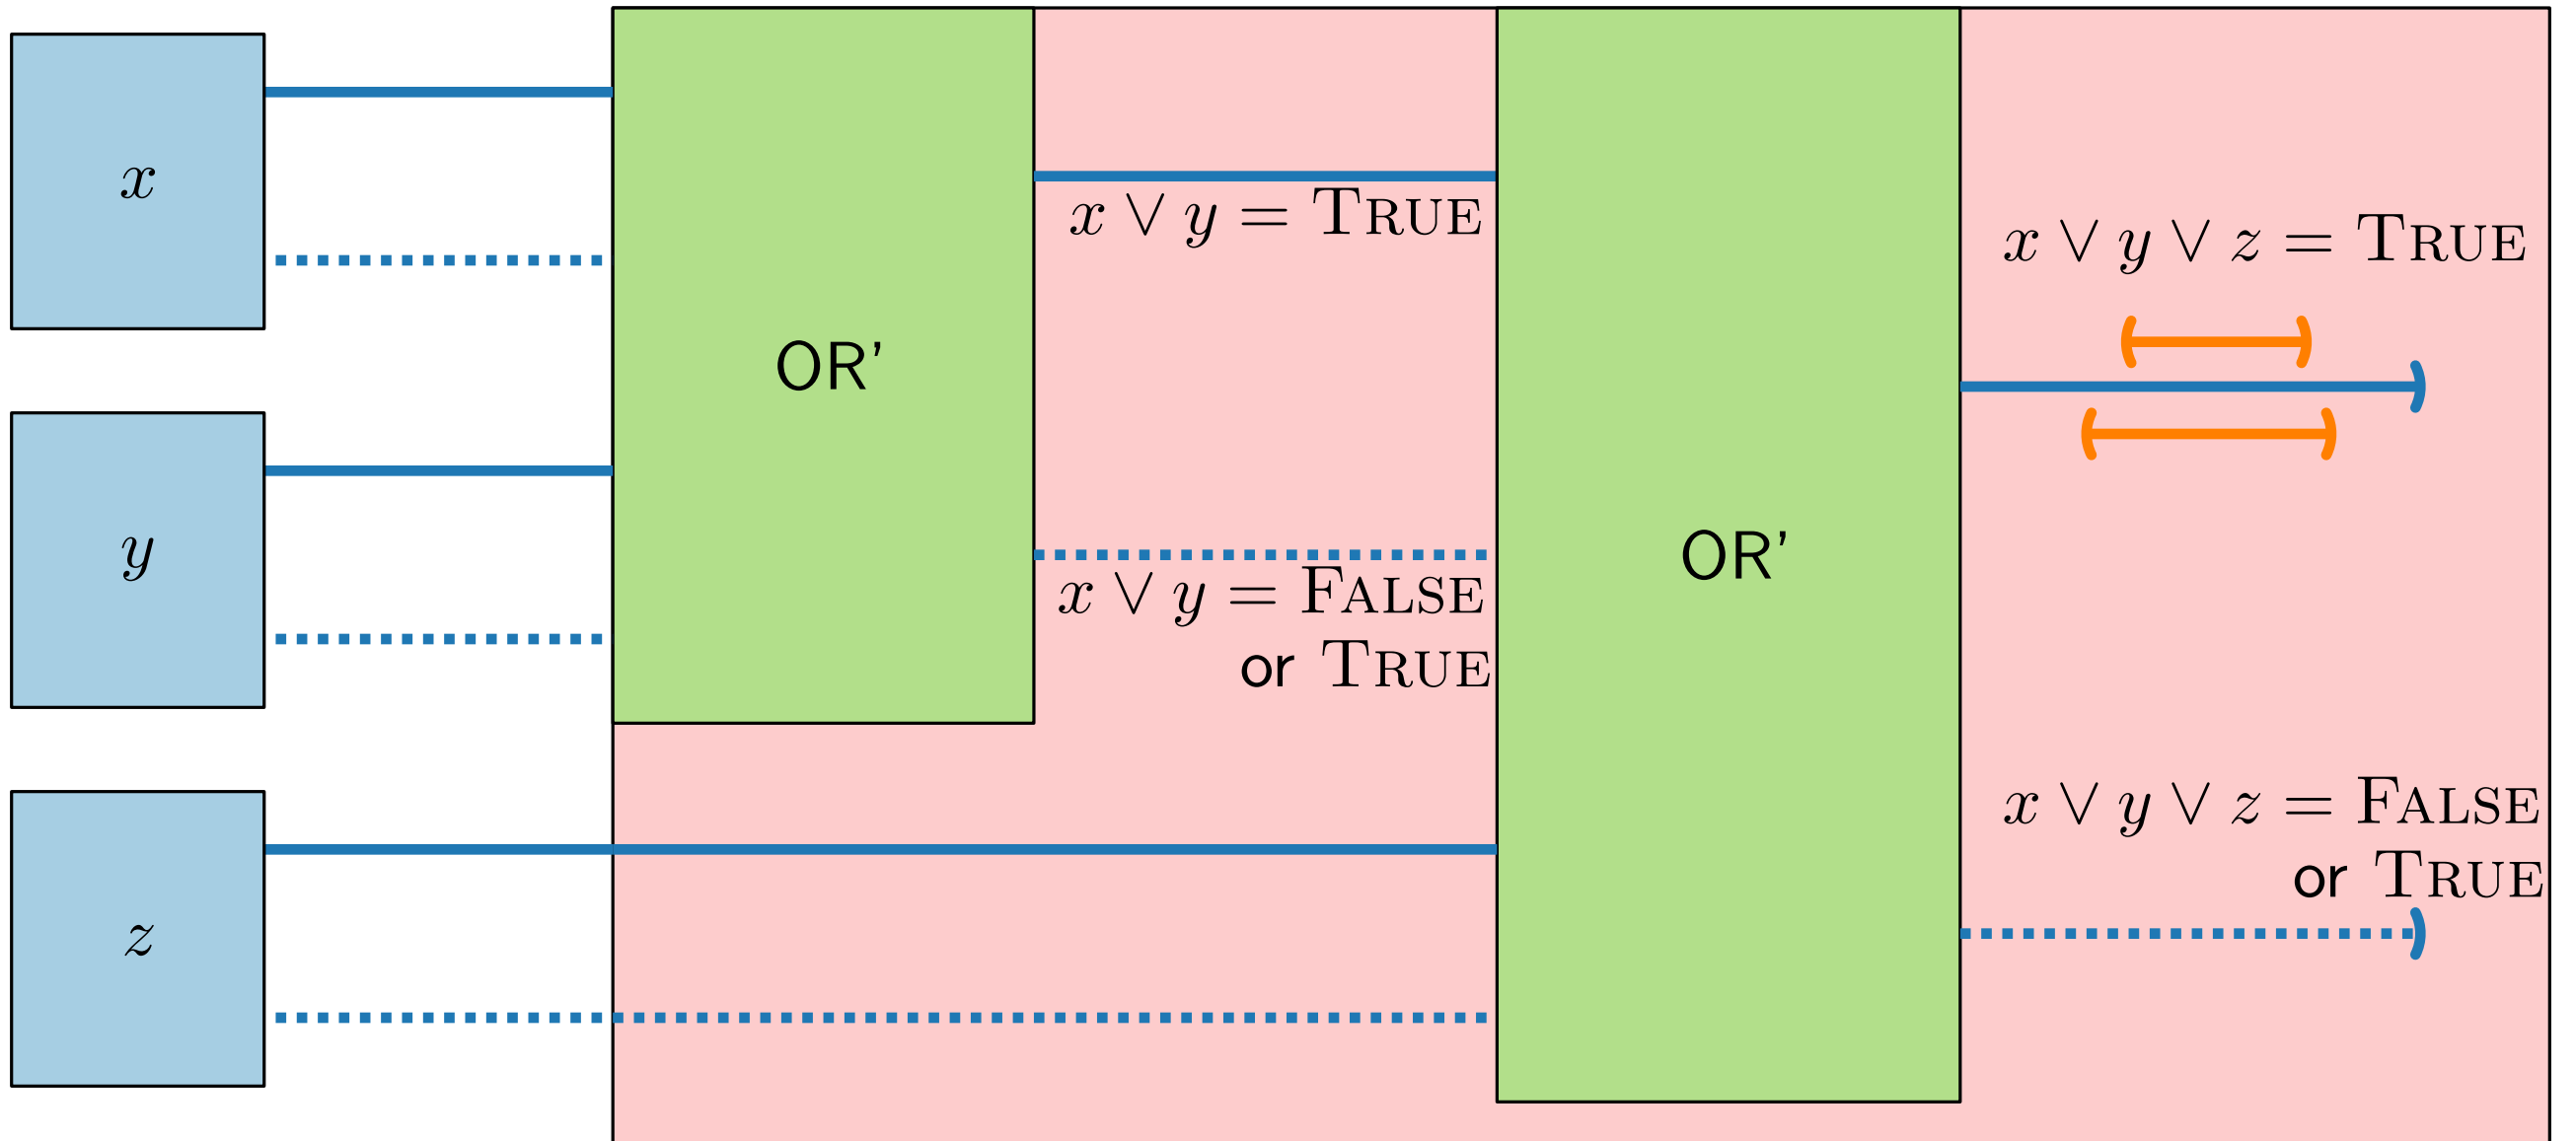 x
y
z
OR'
x ∨ y = TRUE
x ∨ y = FALSE
or TRUE
OR'
x ∨ y ∨ z = TRUE
x ∨ y ∨ z = FALSE
or TRUE